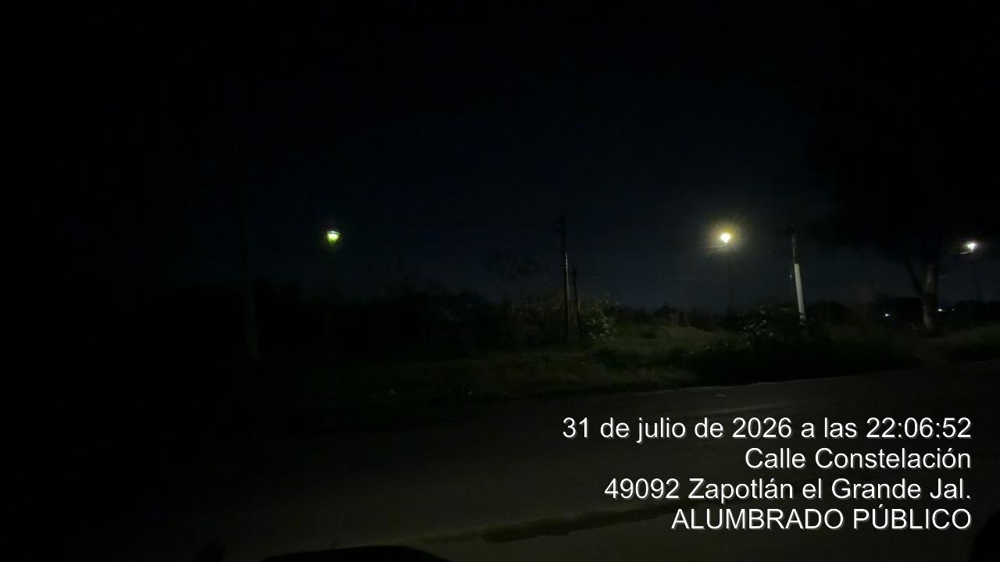 31 de julio de 2026 a las 22:06:52
Calle Constelación
49092 Zapotlán el Grande Jal.
ALUMBRADO PÚBLICO